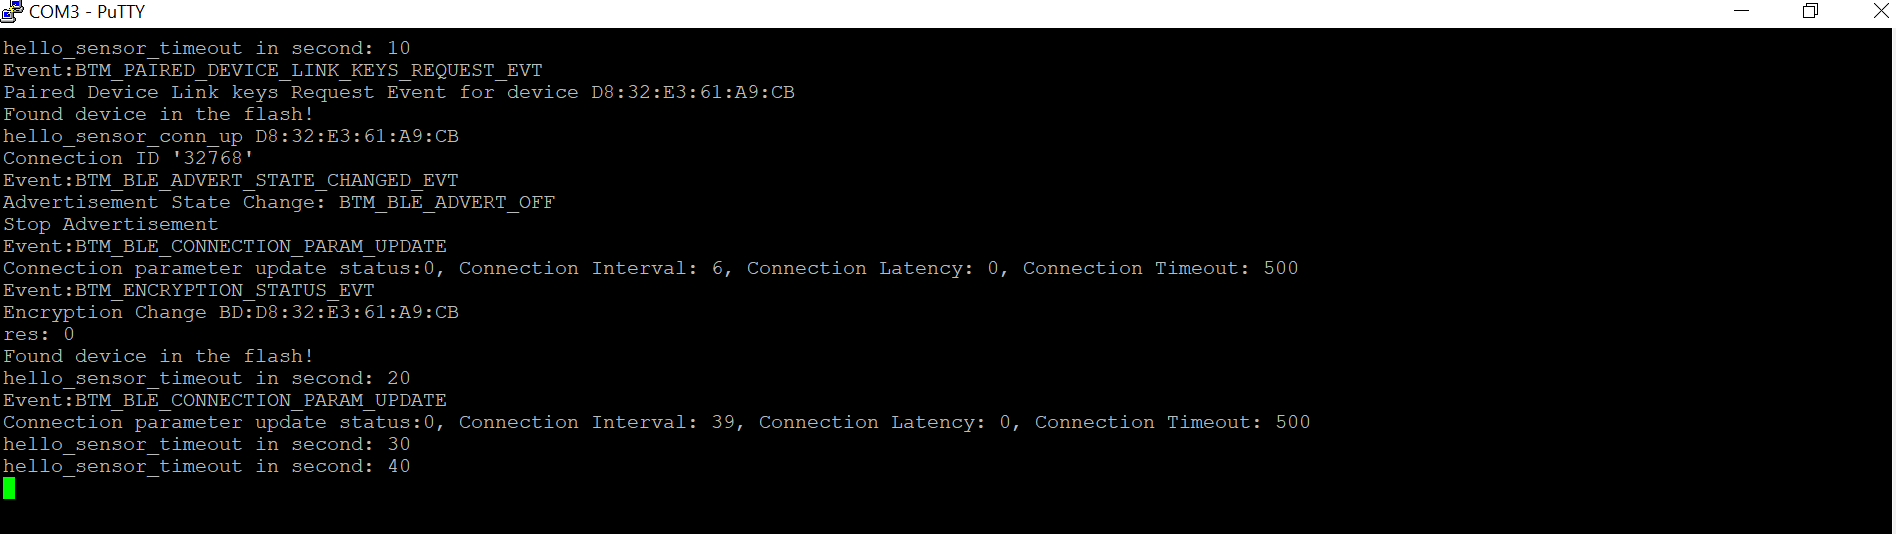 COM3 - PuTTY
hello_sensor_timeout in second: 10
Event:BTM_PAIRED_DEVICE_LINK_KEYS_REQUEST_EVT
Paired Device Link keys Request Event for device D8:32:E3:61:A9:CB
Found device in the flash!
hello_sensor_conn_up D8:32:E3:61:A9:CB
Connection ID '32768'
Event:BTM_BLE_ADVERT_STATE_CHANGED_EVT
Advertisement State Change: BTM_BLE_ADVERT_OFF
Stop Advertisement
Event:BTM_BLE_CONNECTION_PARAM_UPDATE
Connection parameter update status:0, Connection Interval: 6, Connection Latency: 0, Connection Timeout: 500
Event:BTM_ENCRYPTION_STATUS_EVT
Encryption Change BD:D8:32:E3:61:A9:CB
res: 0
Found device in the flash!
hello_sensor_timeout in second: 20
Event:BTM_BLE_CONNECTION_PARAM_UPDATE
Connection parameter update status:0, Connection Interval: 39, Connection Latency: 0, Connection Timeout: 500
hello_sensor_timeout in second: 30
hello_sensor_timeout in second: 40